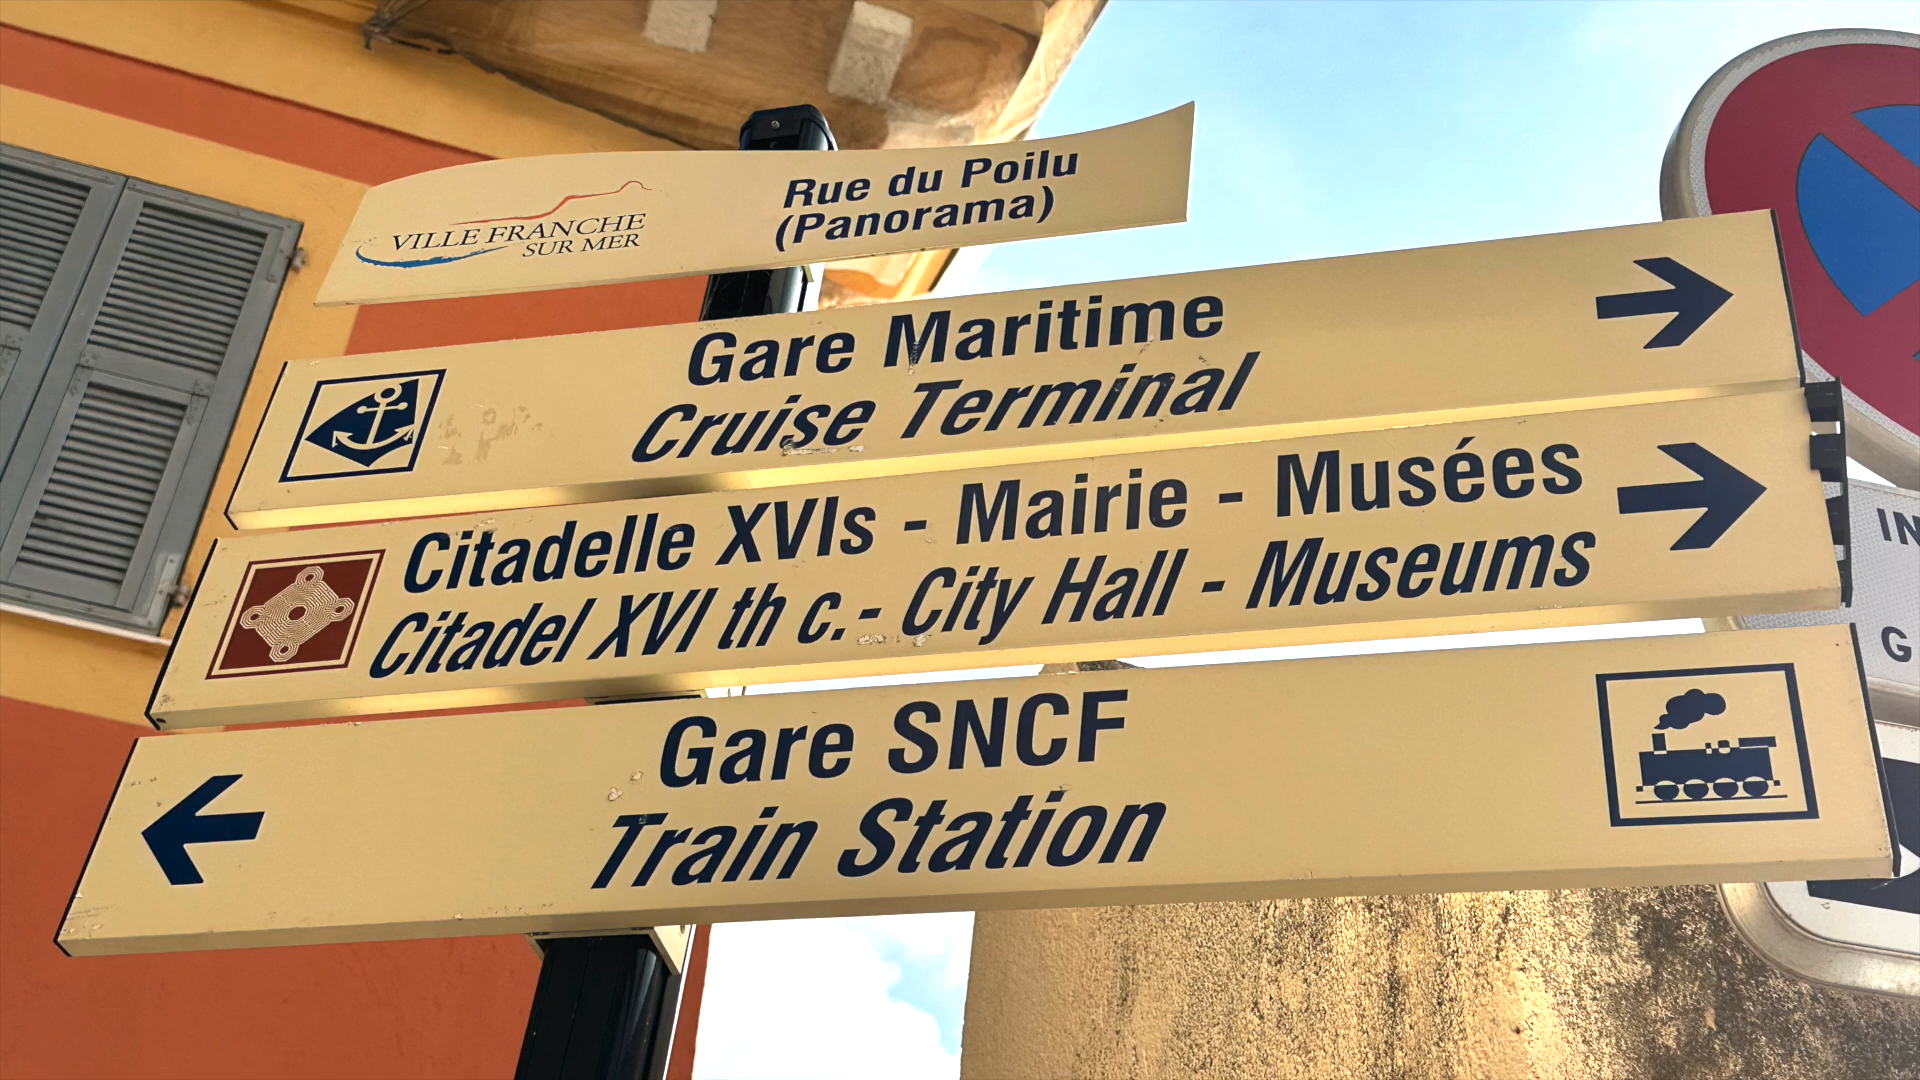 VILLE FRANCHE
SUR MER
Rue du Poilu
(Panorama)
Gare Maritime
Cruise Terminal
Citadelle XVIs - Mairie - Musées
Citadel XVI th c.- City Hall - Museums
Gare SNCF
Train Station
IN
G